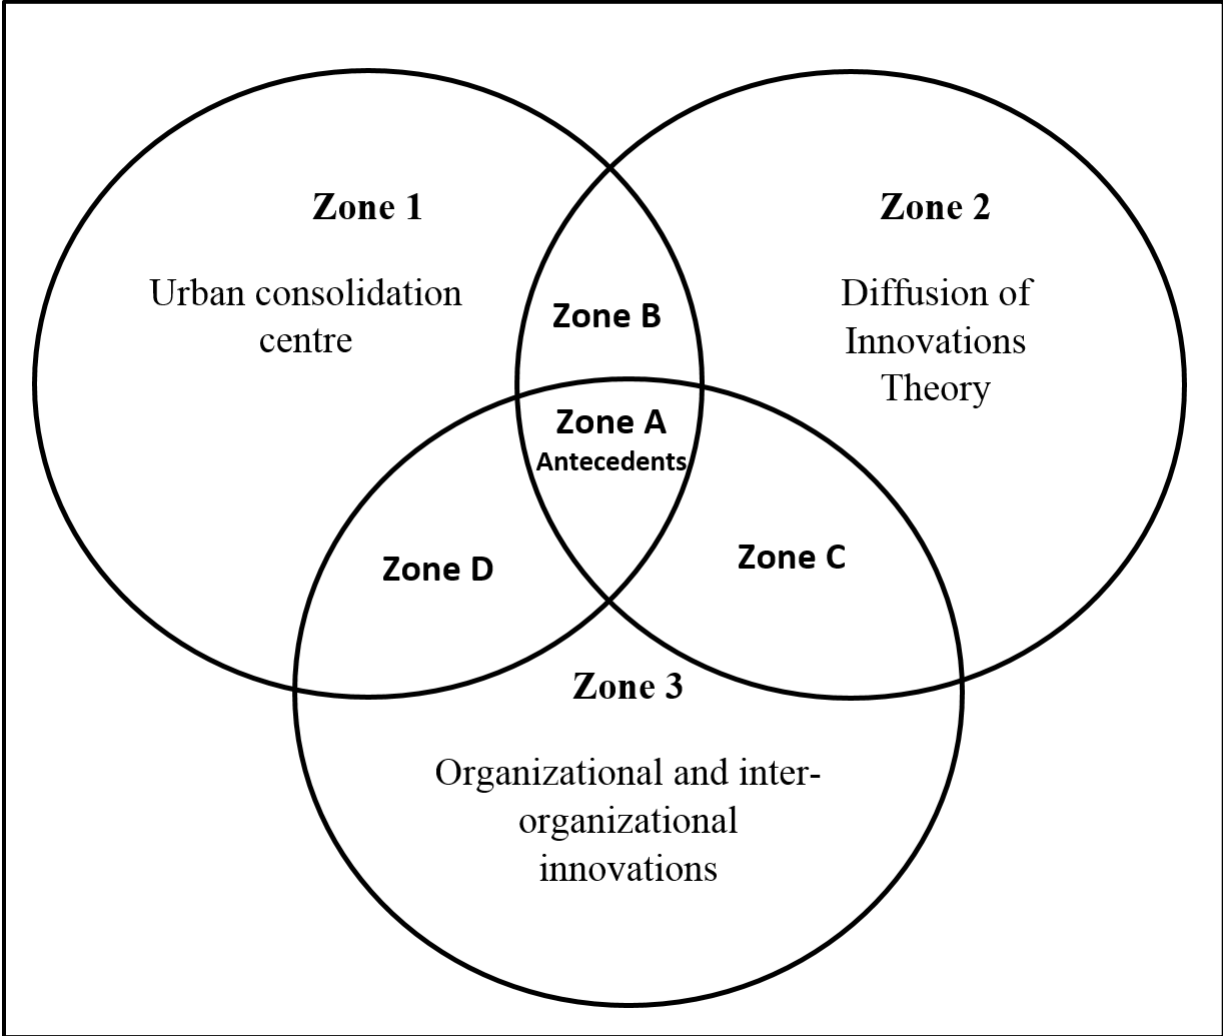 Zone 1
Urban consolidation
centre
Zone 2
Diffusion of
Innovations
Theory
Zone B
Zone A
Antecedents
Zone D
Zone C
Zone 3
Organizational and inter-
organizational
innovations